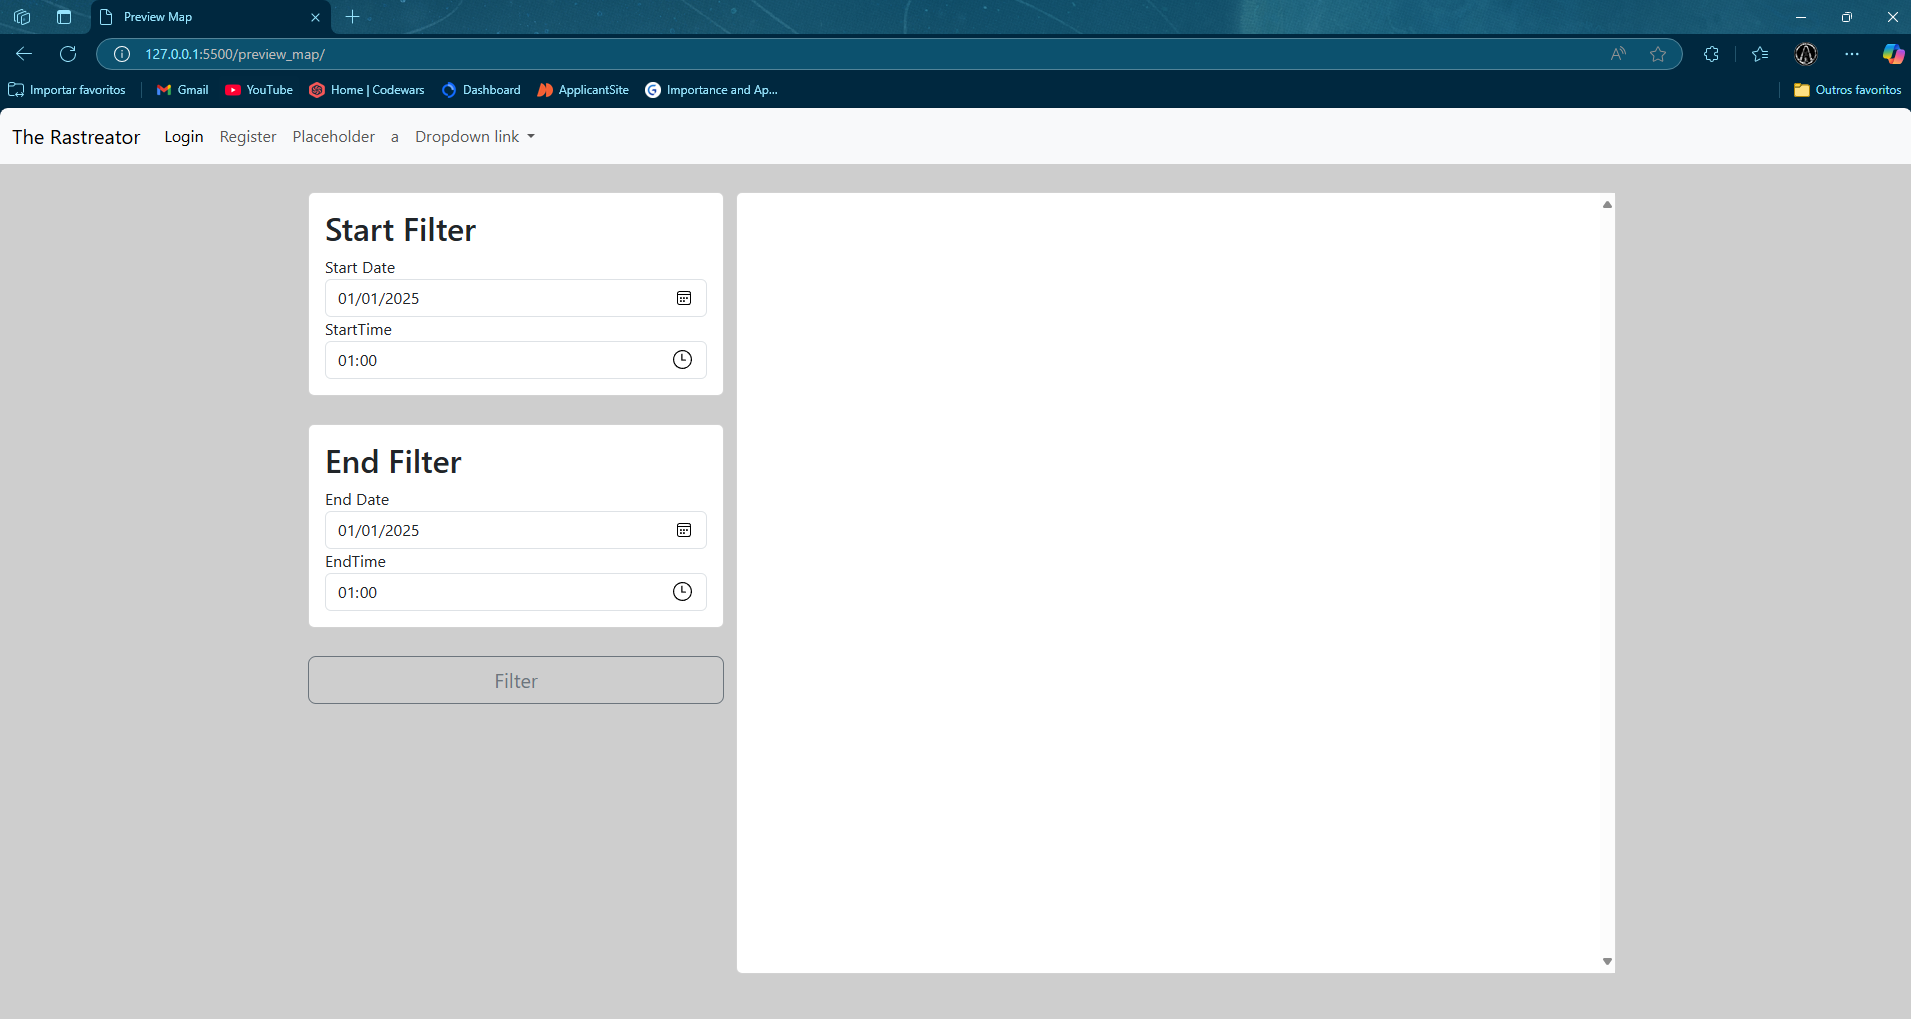 Preview Map
127.0.0.1:5500/preview_map/
Importar favoritos Gmail YouTube Home | Codewars Dashboard ApplicantSite Importance and Ap... Outros favoritos
The Rastreator Login Register Placeholder a Dropdown link
Start Filter
Start Date
01/01/2025
StartTime
01:00
End Filter
End Date
01/01/2025
EndTime
01:00
Filter